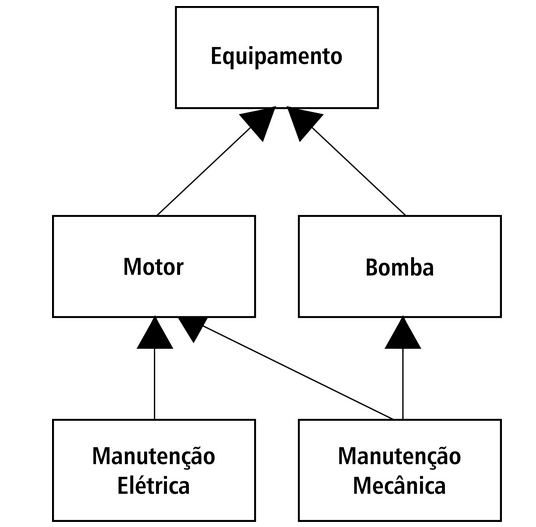 Equipamento
Motor
Bomba
Manutenção
Elétrica
Manutenção
Mecânica